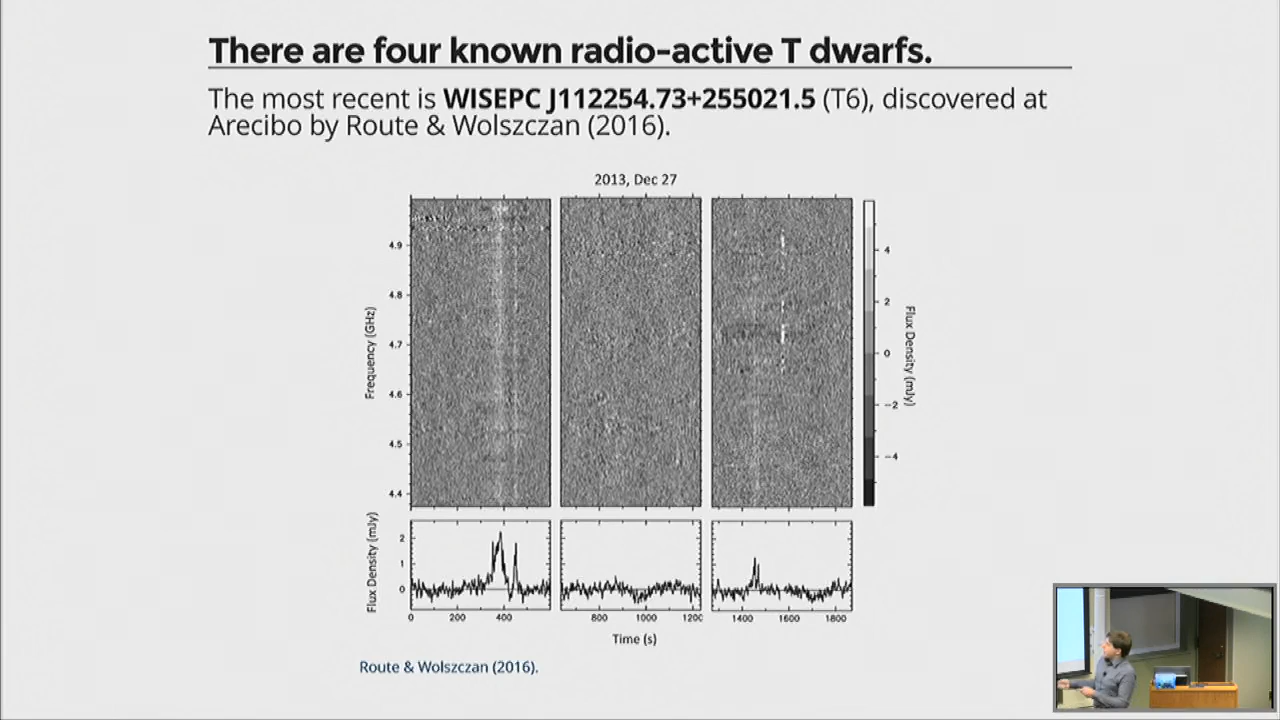 There are four known radio-active T dwarfs.
The most recent is WISEPC J112254.73+255021.5 (T6), discovered at
Arecibo by Route & Wolszczan (2016).
2013, Dec 27
Frequency (GHz)
4.9
4.8
4.7
4.6
4.5
4.4
4
2
0
−2
−4
Flux Density (mJy)
Flux Density (mJy)
2
1
0
0 200 400 800 1000 1200 1400 1600 1800
Time (s)
Route & Wolszczan (2016).